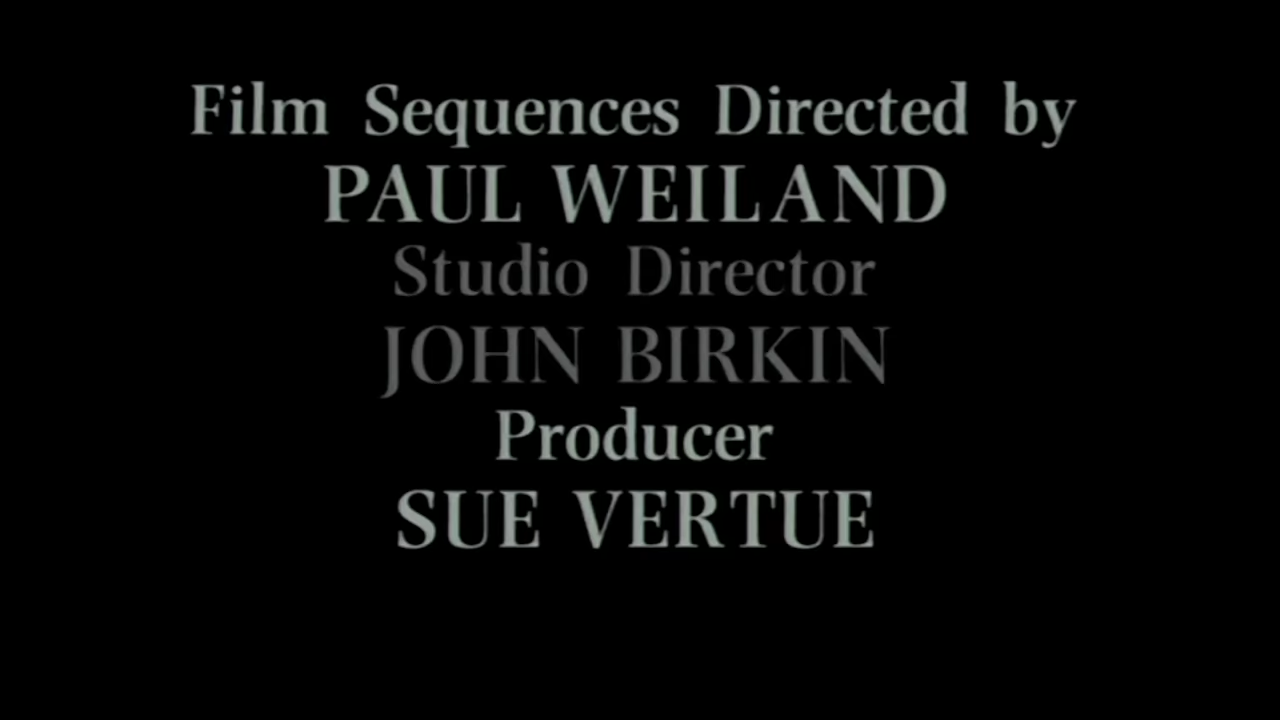 Film Sequences Directed by
PAUL WEILAND
Studio Director
JOHN BIRKIN
Producer
SUE VERTUE